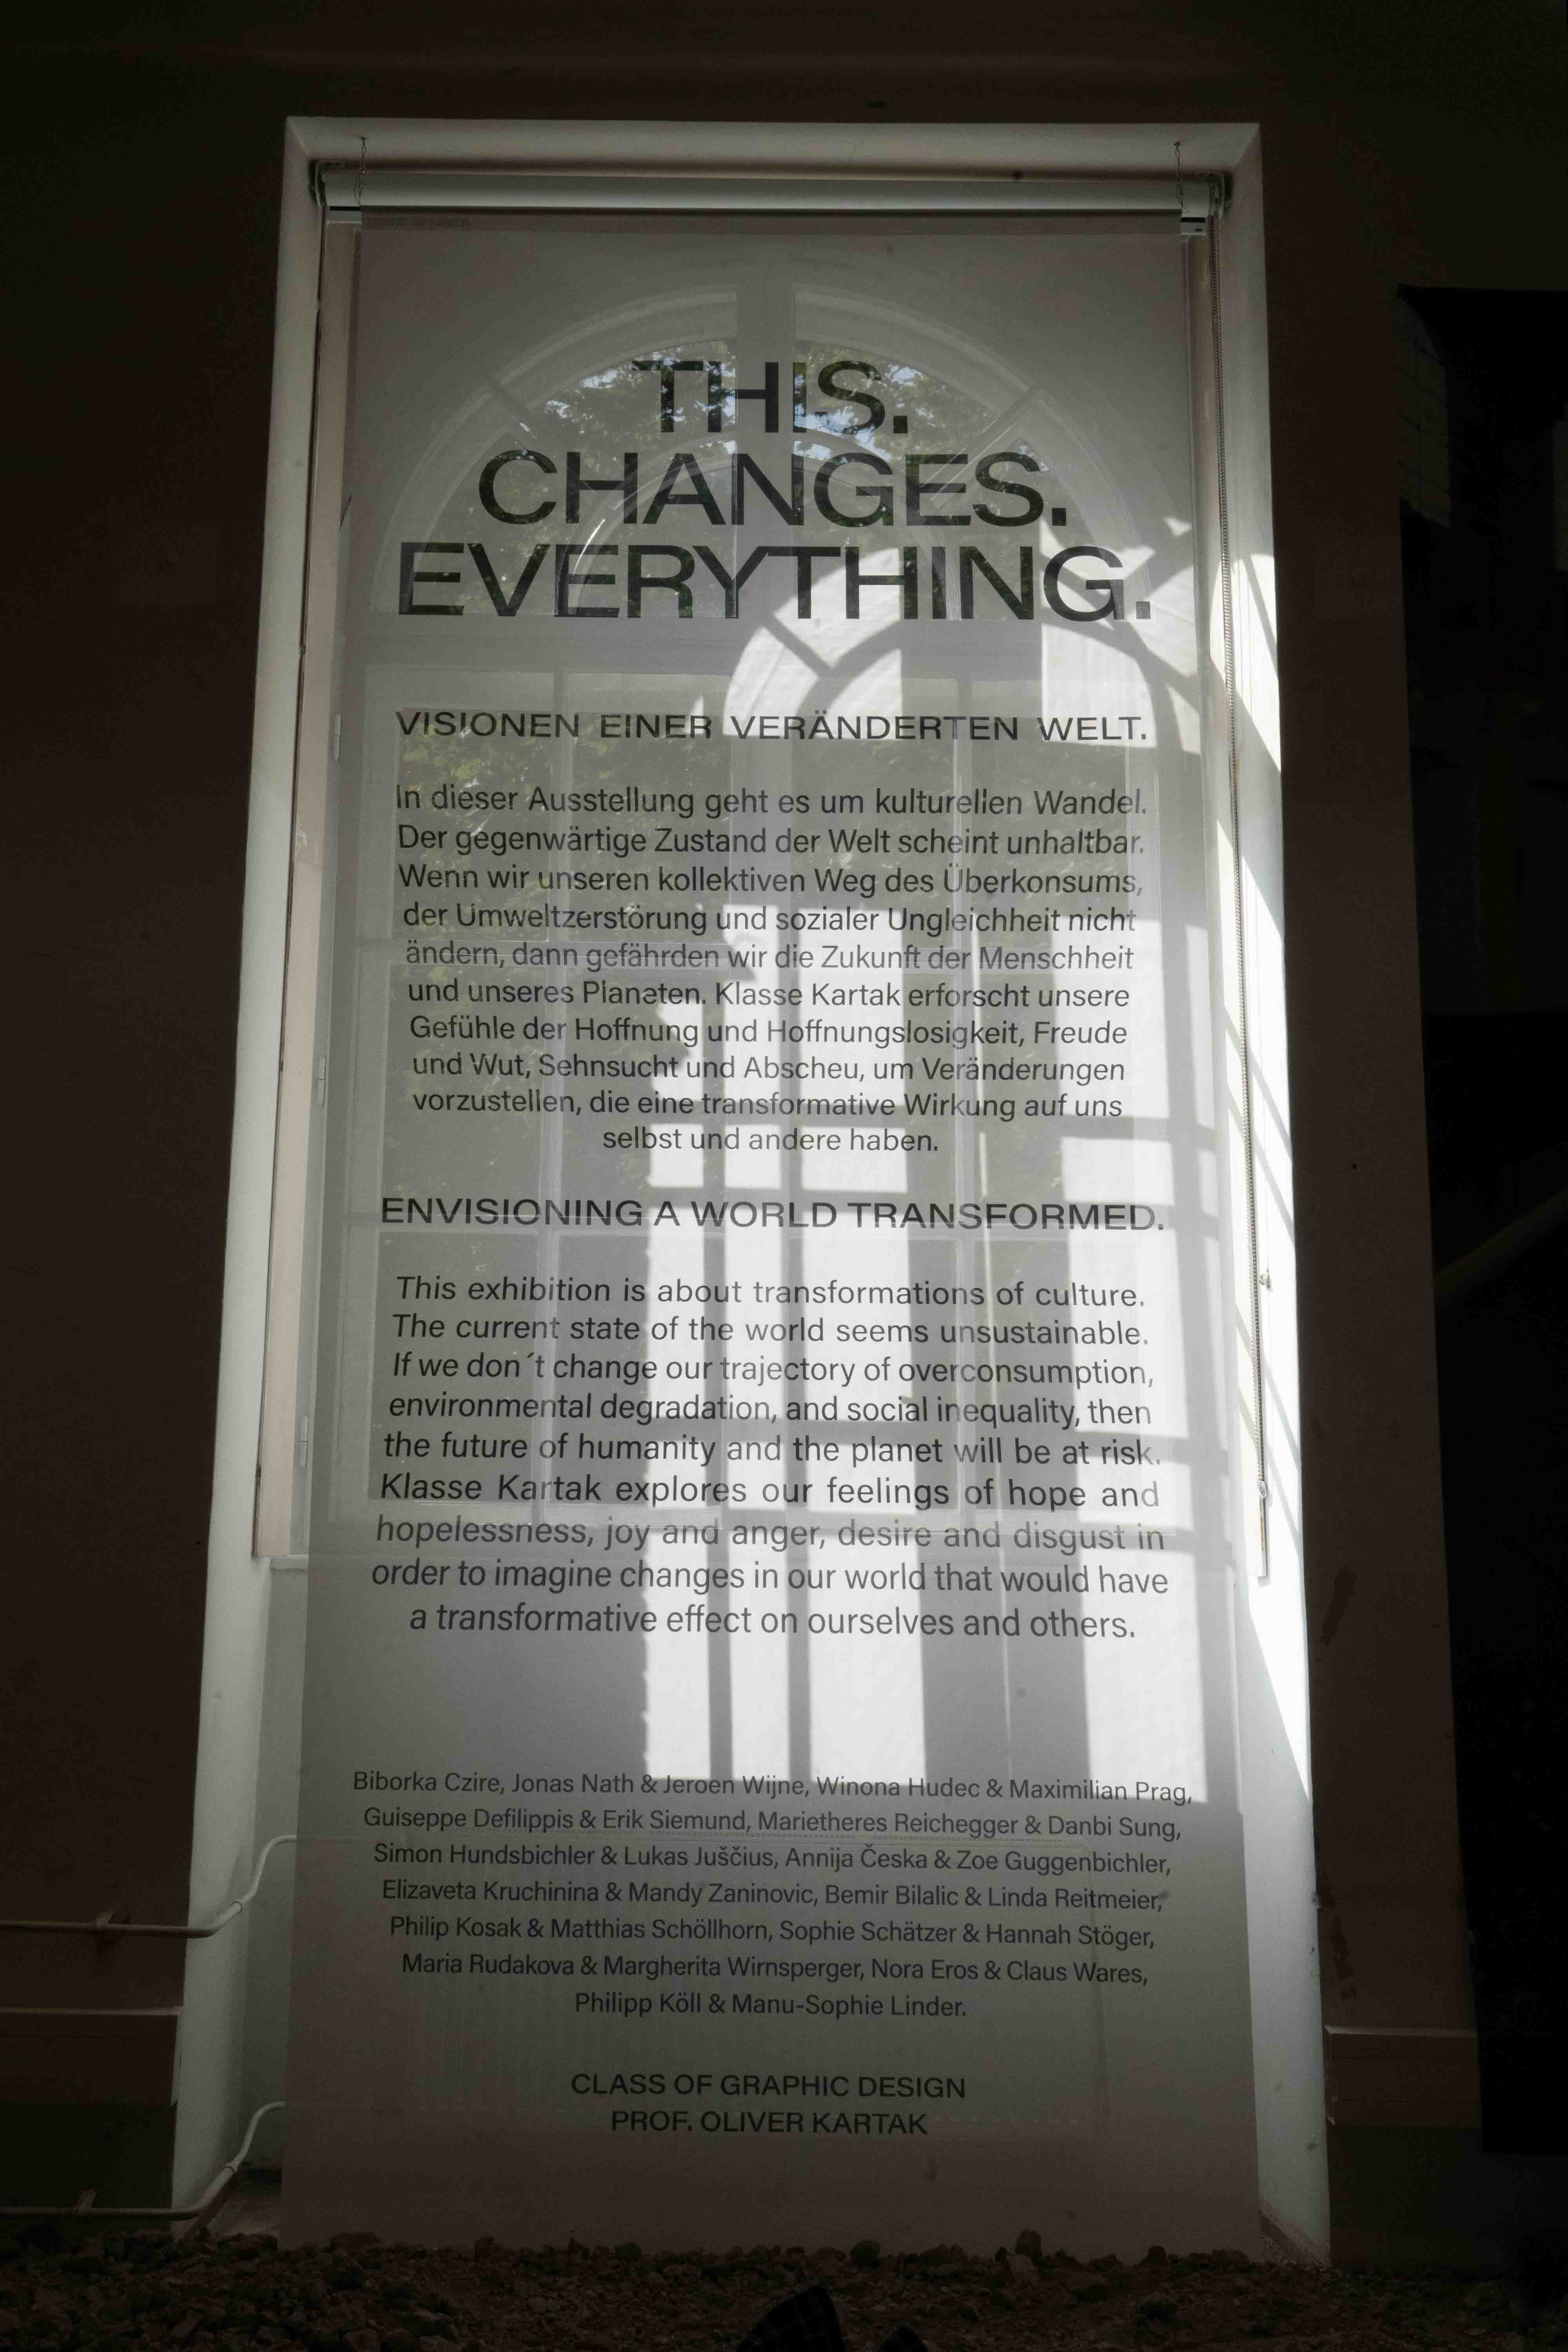 THIS.
CHANGES.
EVERYTHING.
VISIONEN EINER VERÄNDERTEN WELT.
In dieser Ausstellung geht es um kulturellen Wandel.
Der gegenwärtige Zustand der Welt scheint unhaltbar.
Wenn wir unseren kollektiven Weg des Überkonsums,
der Umweltzerstörung und sozialer Ungleichheit nicht
ändern, dann gefährden wir die Zukunft der Menschheit
und unseres Planeten. Klasse Kartak erforscht unsere
Gefühle der Hoffnung und Hoffnungslosigkeit, Freude
und Wut, Sehnsucht und Abscheu, um Veränderungen
vorzustellen, die eine transformative Wirkung auf uns
selbst und andere haben.
ENVISIONING A WORLD TRANSFORMED.
This exhibition is about transformations of culture.
The current state of the world seems unsustainable.
If we don´t change our trajectory of overconsumption,
environmental degradation, and social inequality, then
the future of humanity and the planet will be at risk.
Klasse Kartak explores our feelings of hope and
hopelessness, joy and anger, desire and disgust in
order to imagine changes in our world that would have
a transformative effect on ourselves and others.
Biborka Czire, Jonas Nath & Jeroen Wijne, Winona Hudec & Maximilian Prag,
Guiseppe Defilippis & Erik Siemund, Marietheres Reichegger & Danbi Sung,
Simon Hundsbichler & Lukas Juščius, Annija Česka & Zoe Guggenbichler,
Elizaveta Kruchinina & Mandy Zaninovic, Bemir Bilalic & Linda Reitmeier,
Philip Kosak & Matthias Schöllhorn, Sophie Schätzer & Hannah Stöger,
Maria Rudakova & Margherita Wirnsperger, Nora Eros & Claus Wares,
Philipp Köll & Manu-Sophie Linder.
CLASS OF GRAPHIC DESIGN
PROF. OLIVER KARTAK